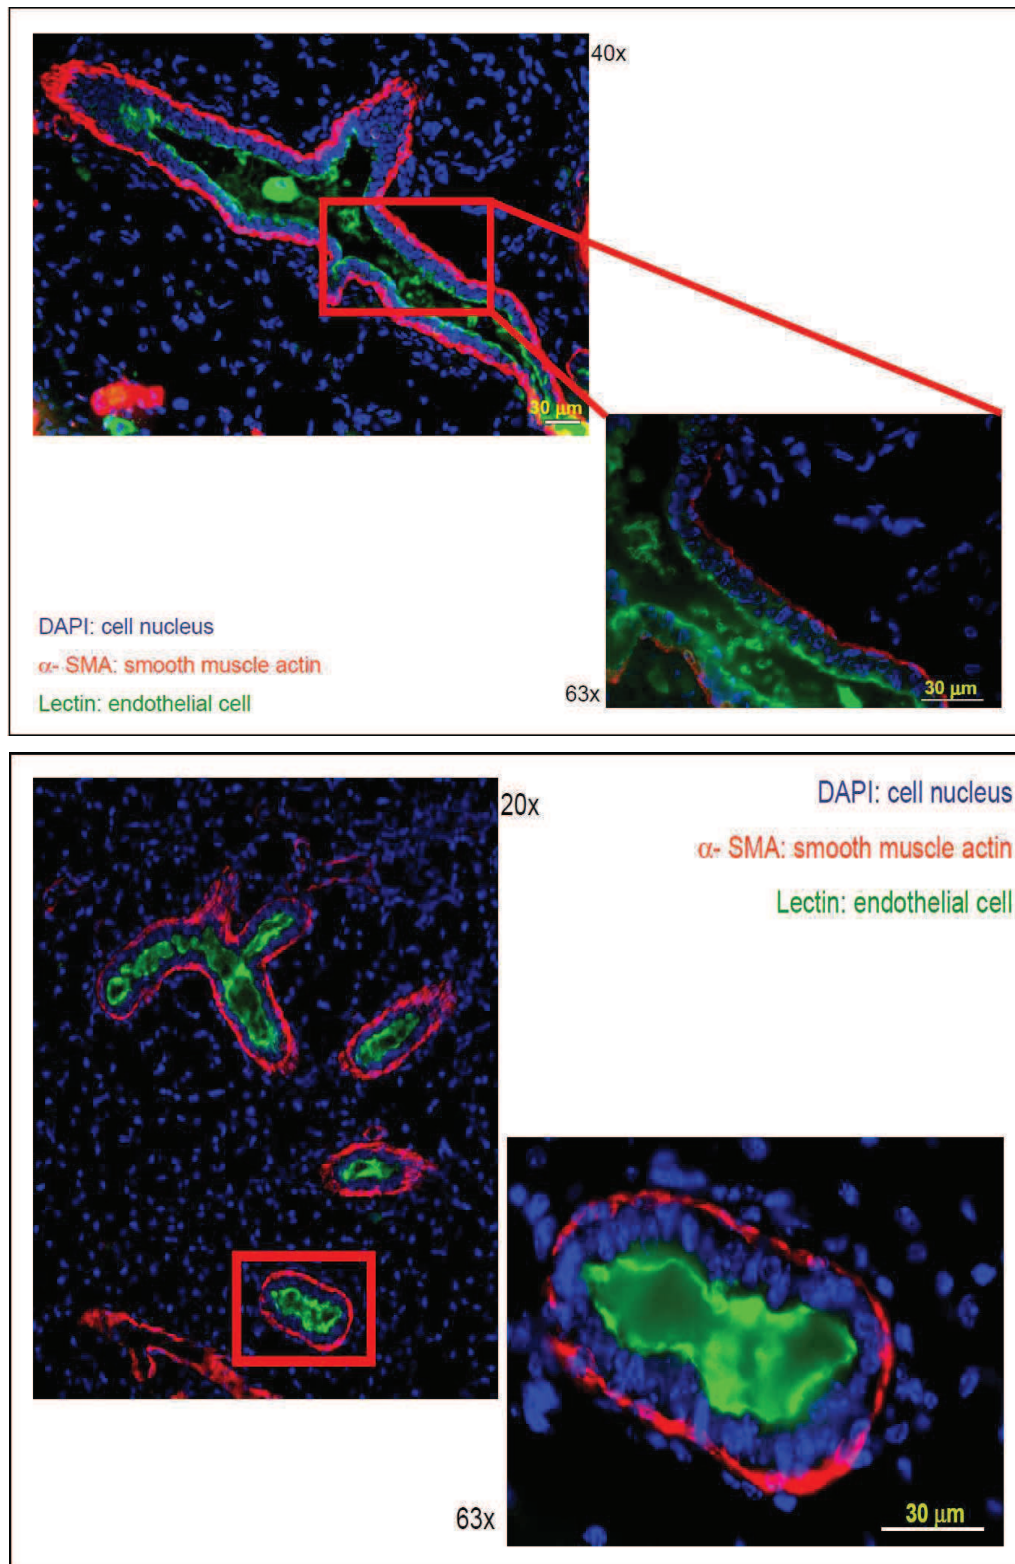 40x
30 µm
30 µm
63x
DAPI: cell nucleus
α- SMA: smooth muscle actin
Lectin: endothelial cell
20x
DAPI: cell nucleus
α- SMA: smooth muscle actin
Lectin: endothelial cell
63x
30 µm